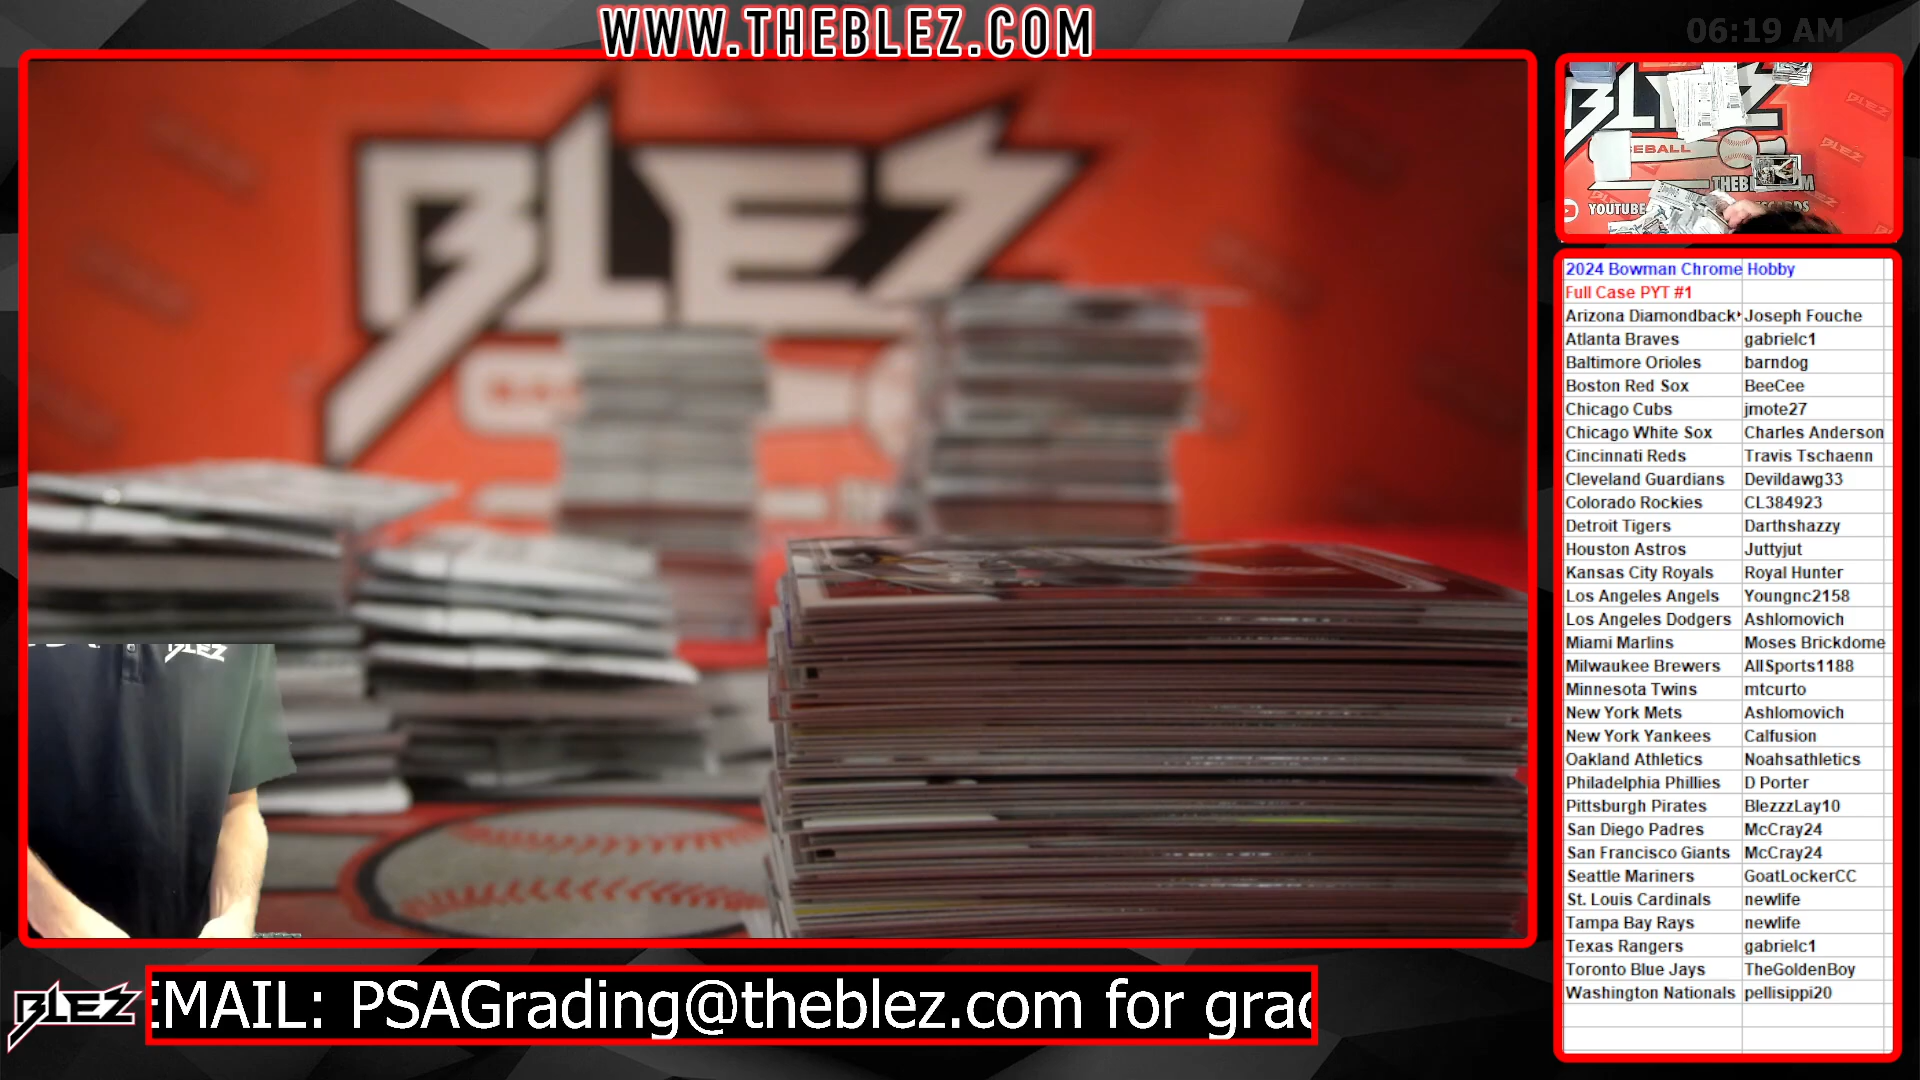 WWW.THEBLEZ.COM
06:19 AM
BLEZ
BLEZ
EBALL
BLEZ
BLEZ
YOUTUBE
BLEZ
2024 Bowman Chrome Hobby
Full Case PYT #1
Arizona Diamondback Joseph Fouche
Atlanta Braves gabrielc1
Baltimore Orioles barndog
Boston Red Sox BeeCee
Chicago Cubs jmote27
Chicago White Sox Charles Anderson
Cincinnati Reds Travis Tschaenn
Cleveland Guardians Devildawg33
Colorado Rockies CL384923
Detroit Tigers Darthshazzy
Houston Astros Juttyjut
Kansas City Royals Royal Hunter
Los Angeles Angels Youngnc2158
Los Angeles Dodgers Ashlomovich
Miami Marlins Moses Brickdome
Milwaukee Brewers AllSports1188
Minnesota Twins mtcurto
New York Mets Ashlomovich
New York Yankees Calfusion
Oakland Athletics Noahsathletics
Philadelphia Phillies D Porter
Pittsburgh Pirates BlezzzLay10
San Diego Padres McCray24
San Francisco Giants McCray24
Seattle Mariners GoatLockerCC
St. Louis Cardinals newlife
Tampa Bay Rays newlife
Texas Rangers gabrielc1
Toronto Blue Jays TheGoldenBoy
Washington Nationals pellisippi20
BLEZ
EMAIL: PSAGrading@theblez.com for grad